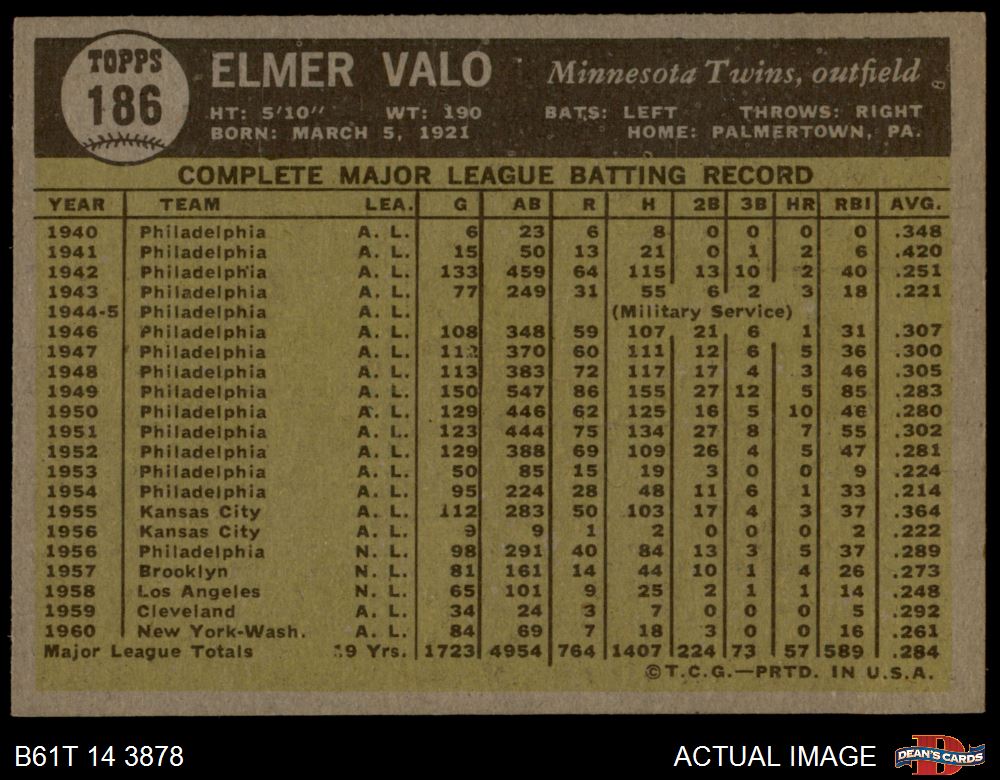 TOPPS
186
ELMER VALO Minnesota Twins, outfield
HT: 5'10" WT: 190 BATS: LEFT THROWS: RIGHT
BORN: MARCH 5, 1921 HOME: PALMERTOWN, PA.
8
COMPLETE MAJOR LEAGUE BATTING RECORD
YEAR TEAM LEA. G AB R H 2B 3B HR RBI AVG.
1940 Philadelphia A. L. 6 23 6 8 0 0 0 0 .348
1941 Philadelphia A. L. 15 50 13 21 0 1 2 6 .420
1942 Philadelphia A. L. 133 459 64 115 13 10 2 40 .251
1943 Philadelphia A. L. 77 249 31 55 6 2 3 18 .221
1944-5 Philadelphia A. L. (Military Service)
1946 Philadelphia A. L. 108 348 59 107 21 6 1 31 .307
1947 Philadelphia A. L. 112 370 60 111 12 6 5 36 .300
1948 Philadelphia A. L. 113 383 72 117 17 4 3 46 .305
1949 Philadelphia A. L. 150 547 86 155 27 12 5 85 .283
1950 Philadelphia A. L. 129 446 62 125 16 5 10 46 .280
1951 Philadelphia A. L. 123 444 75 134 27 8 7 55 .302
1952 Philadelphia A. L. 129 388 69 109 26 4 5 47 .281
1953 Philadelphia A. L. 50 85 15 19 3 0 0 9 .224
1954 Philadelphia A. L. 95 224 28 48 11 6 1 33 .214
1955 Kansas City A. L. 112 283 50 103 17 4 3 37 .364
1956 Kansas City A. L. 9 9 1 2 0 0 0 2 .222
1956 Philadelphia N. L. 98 291 40 84 13 3 5 37 .289
1957 Brooklyn N. L. 81 161 14 44 10 1 4 26 .273
1958 Los Angeles N. L. 65 101 9 25 2 1 1 14 .248
1959 Cleveland A. L. 34 24 3 7 0 0 0 5 .292
1960 New York-Wash. A. L. 84 69 7 18 3 0 0 16 .261
Major League Totals 19 Yrs. 1723 4954 764 1407 224 73 57 589 .284
©T.C.G.—PRTD. IN U.S.A.
B61T 14 3878 ACTUAL IMAGE DEAN'S CARDS